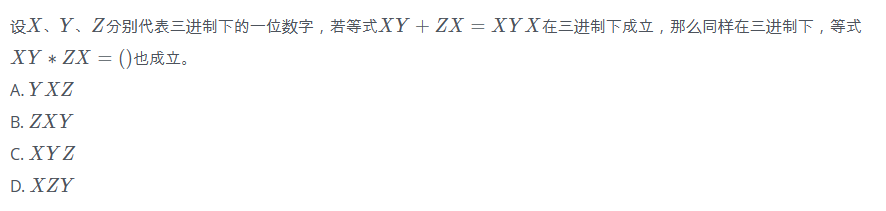 设X、Y、Z分别代表三进制下的一位数字，若等式XY + ZX = XYX在三进制下成立，那么同样在三进制下，等式
XY * ZX = ()也成立。
A. YXZ
B. ZXY
C. XYZ
D. XZY